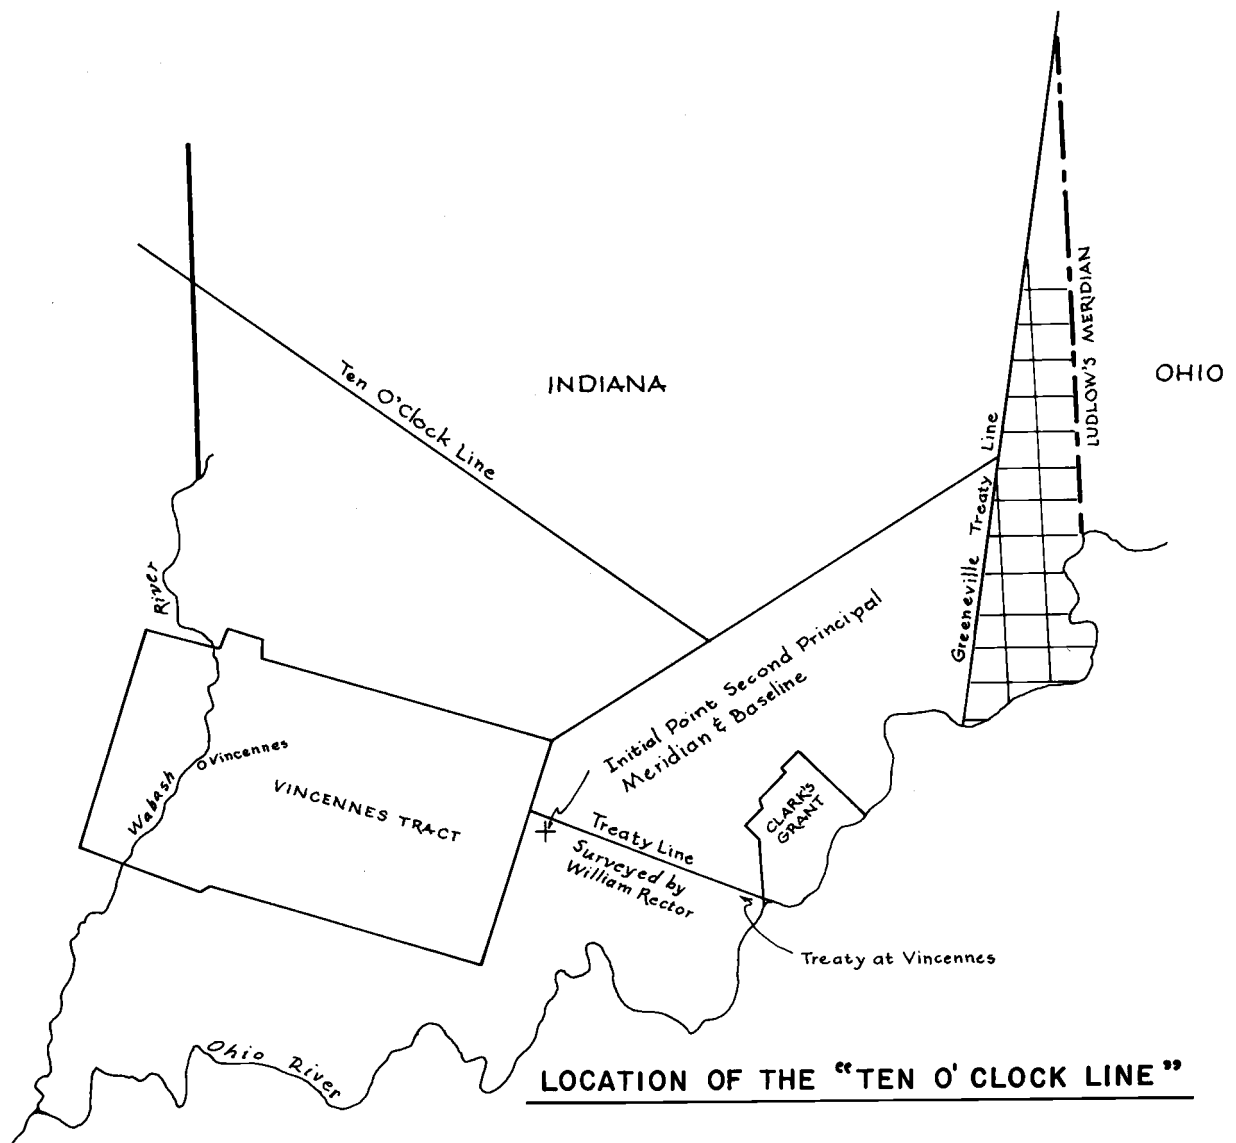 INDIANA
OHIO
LUDLOW'S MERIDIAN
Ten O'Clock Line
Greeneville Treaty Line
River
Wabash
Vincennes
VINCENNES TRACT
Initial Point Second Principal
Meridian & Baseline
CLARK'S
GRANT
Treaty Line
Surveyed by
William Rector
Treaty at Vincennes
Ohio River
LOCATION OF THE "TEN O'CLOCK LINE"